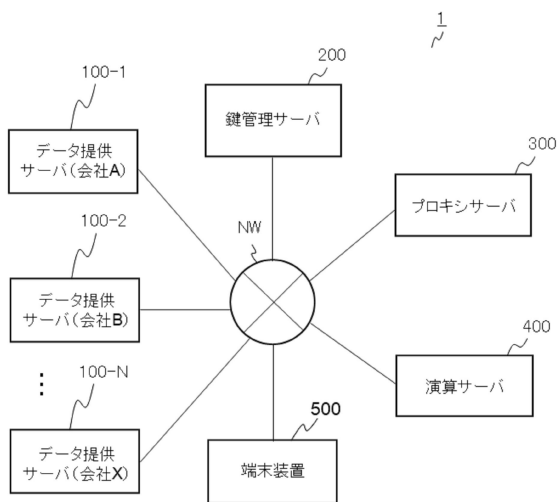 1
200
鍵管理サーバ
100-1
データ提供
サーバ(会社A)
300
プロキシサーバ
NW
100-2
データ提供
サーバ(会社B)
400
演算サーバ
⋮
100-N
データ提供
サーバ(会社X)
500
端末装置